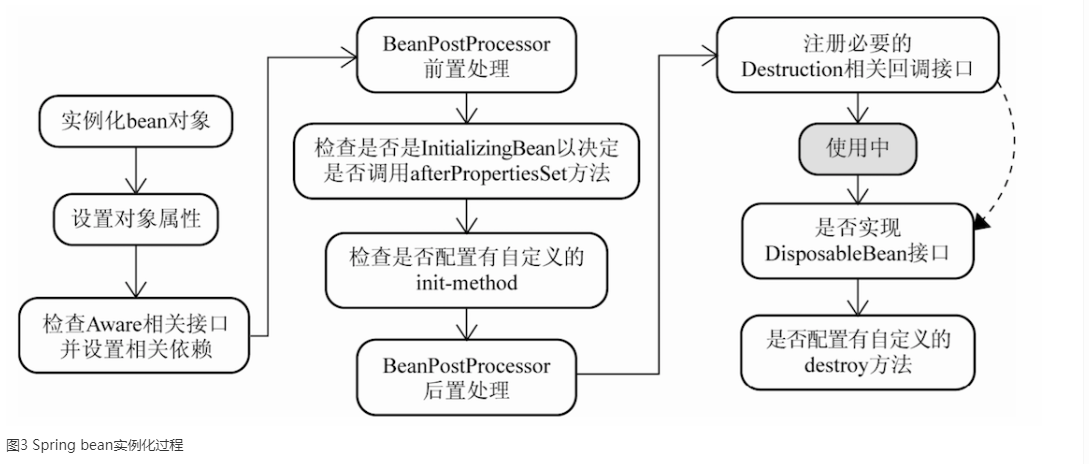 实例化bean对象
设置对象属性
检查Aware相关接口
并设置相关依赖
BeanPostProcessor
前置处理
检查是否是InitializingBean以决定
是否调用afterPropertiesSet方法
检查是否配置有自定义的
init-method
BeanPostProcessor
后置处理
注册必要的
Destruction相关回调接口
使用中
是否实现
DisposableBean接口
是否配置有自定义的
destroy方法
图3 Spring bean实例化过程